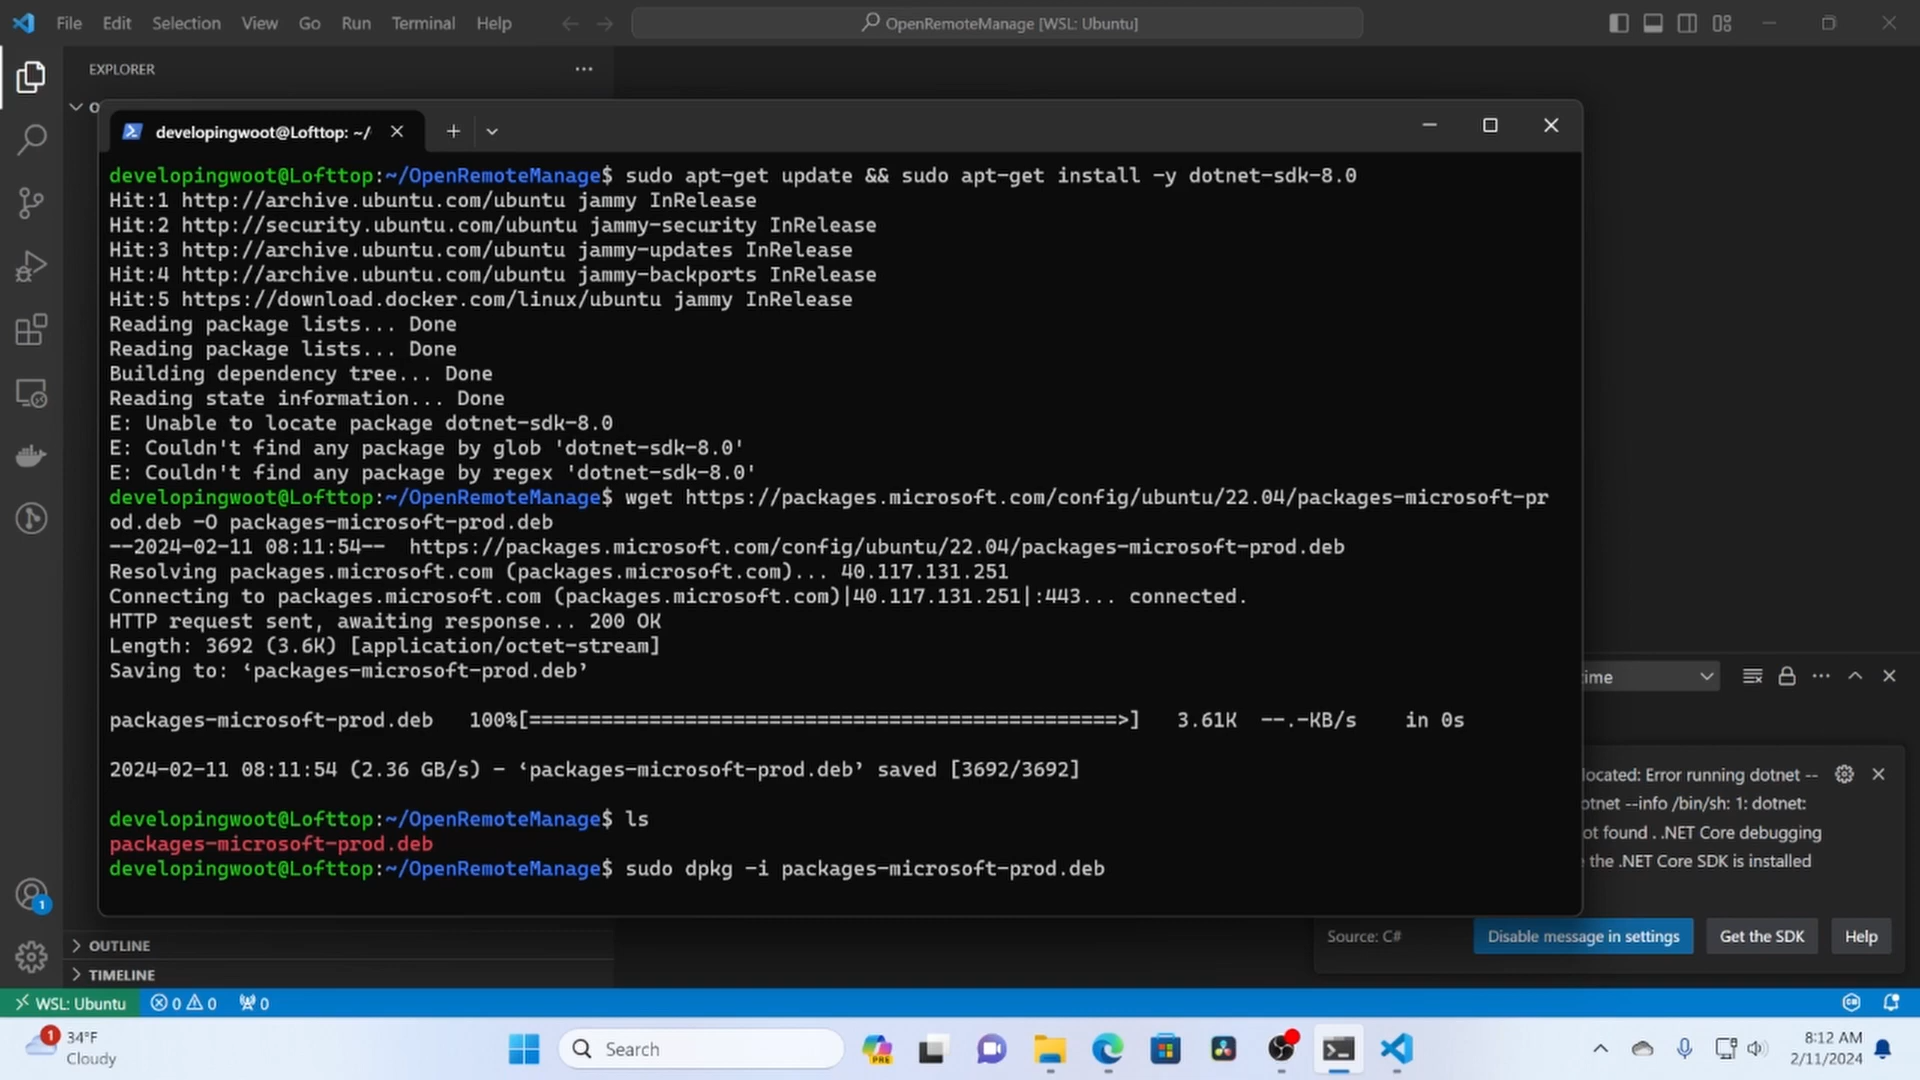 File Edit Selection View Go Run Terminal Help
OpenRemoteManage [WSL: Ubuntu]
EXPLORER
developingwoot@Lofttop: ~/
developingwoot@Lofttop:~/OpenRemoteManage$ sudo apt-get update && sudo apt-get install -y dotnet-sdk-8.0
Hit:1 http://archive.ubuntu.com/ubuntu jammy InRelease
Hit:2 http://security.ubuntu.com/ubuntu jammy-security InRelease
Hit:3 http://archive.ubuntu.com/ubuntu jammy-updates InRelease
Hit:4 http://archive.ubuntu.com/ubuntu jammy-backports InRelease
Hit:5 https://download.docker.com/linux/ubuntu jammy InRelease
Reading package lists... Done
Reading package lists... Done
Building dependency tree... Done
Reading state information... Done
E: Unable to locate package dotnet-sdk-8.0
E: Couldn't find any package by glob 'dotnet-sdk-8.0'
E: Couldn't find any package by regex 'dotnet-sdk-8.0'
developingwoot@Lofttop:~/OpenRemoteManage$ wget https://packages.microsoft.com/config/ubuntu/22.04/packages-microsoft-pr
od.deb -O packages-microsoft-prod.deb
--2024-02-11 08:11:54--  https://packages.microsoft.com/config/ubuntu/22.04/packages-microsoft-prod.deb
Resolving packages.microsoft.com (packages.microsoft.com)... 40.117.131.251
Connecting to packages.microsoft.com (packages.microsoft.com)|40.117.131.251|:443... connected.
HTTP request sent, awaiting response... 200 OK
Length: 3692 (3.6K) [application/octet-stream]
Saving to: ‘packages-microsoft-prod.deb’
packages-microsoft-prod.deb 100%[=================================================>] 3.61K --.-KB/s in 0s
2024-02-11 08:11:54 (2.36 GB/s) - ‘packages-microsoft-prod.deb’ saved [3692/3692]
developingwoot@Lofttop:~/OpenRemoteManage$ ls
packages-microsoft-prod.deb
developingwoot@Lofttop:~/OpenRemoteManage$ sudo dpkg -i packages-microsoft-prod.deb
ime
located: Error running dotnet --
otnet --info /bin/sh: 1: dotnet:
ot found . .NET Core debugging
e the .NET Core SDK is installed
Source: C#
Disable message in settings
Get the SDK
Help
OUTLINE
TIMELINE
1
WSL: Ubuntu 0 0 0
1
34°F
Cloudy
Search
PRE
8:12 AM
2/11/2024